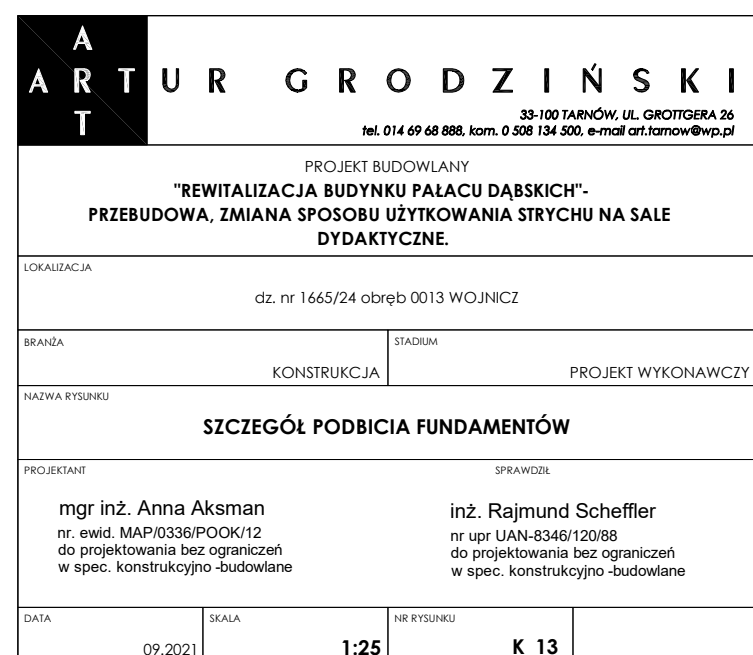 A
ARTUR GRODZIŃSKI
T
33-100 TARNÓW, UL. GROTTGERA 26
tel. 014 69 68 888, kom. 0 508 134 500, e-mail art.tarnow@wp.pl
PROJEKT BUDOWLANY
"REWITALIZACJA BUDYNKU PAŁACU DĄBSKICH"-
PRZEBUDOWA, ZMIANA SPOSOBU UŻYTKOWANIA STRYCHU NA SALE
DYDAKTYCZNE.
LOKALIZACJA
dz. nr 1665/24 obręb 0013 WOJNICZ
BRANŻA
KONSTRUKCJA
STADIUM
PROJEKT WYKONAWCZY
NAZWA RYSUNKU
SZCZEGÓŁ PODBICIA FUNDAMENTÓW
PROJEKTANT
mgr inż. Anna Aksman
nr. ewid. MAP/0336/POOK/12
do projektowania bez ograniczeń
w spec. konstrukcyjno -budowlane
SPRAWDZIŁ
inż. Rajmund Scheffler
nr upr UAN-8346/120/88
do projektowania bez ograniczeń
w spec. konstrukcyjno -budowlane
DATA
09.2021
SKALA
1:25
NR RYSUNKU
K 13